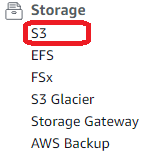 Storage
S3
EFS
FSx
S3 Glacier
Storage Gateway
AWS Backup